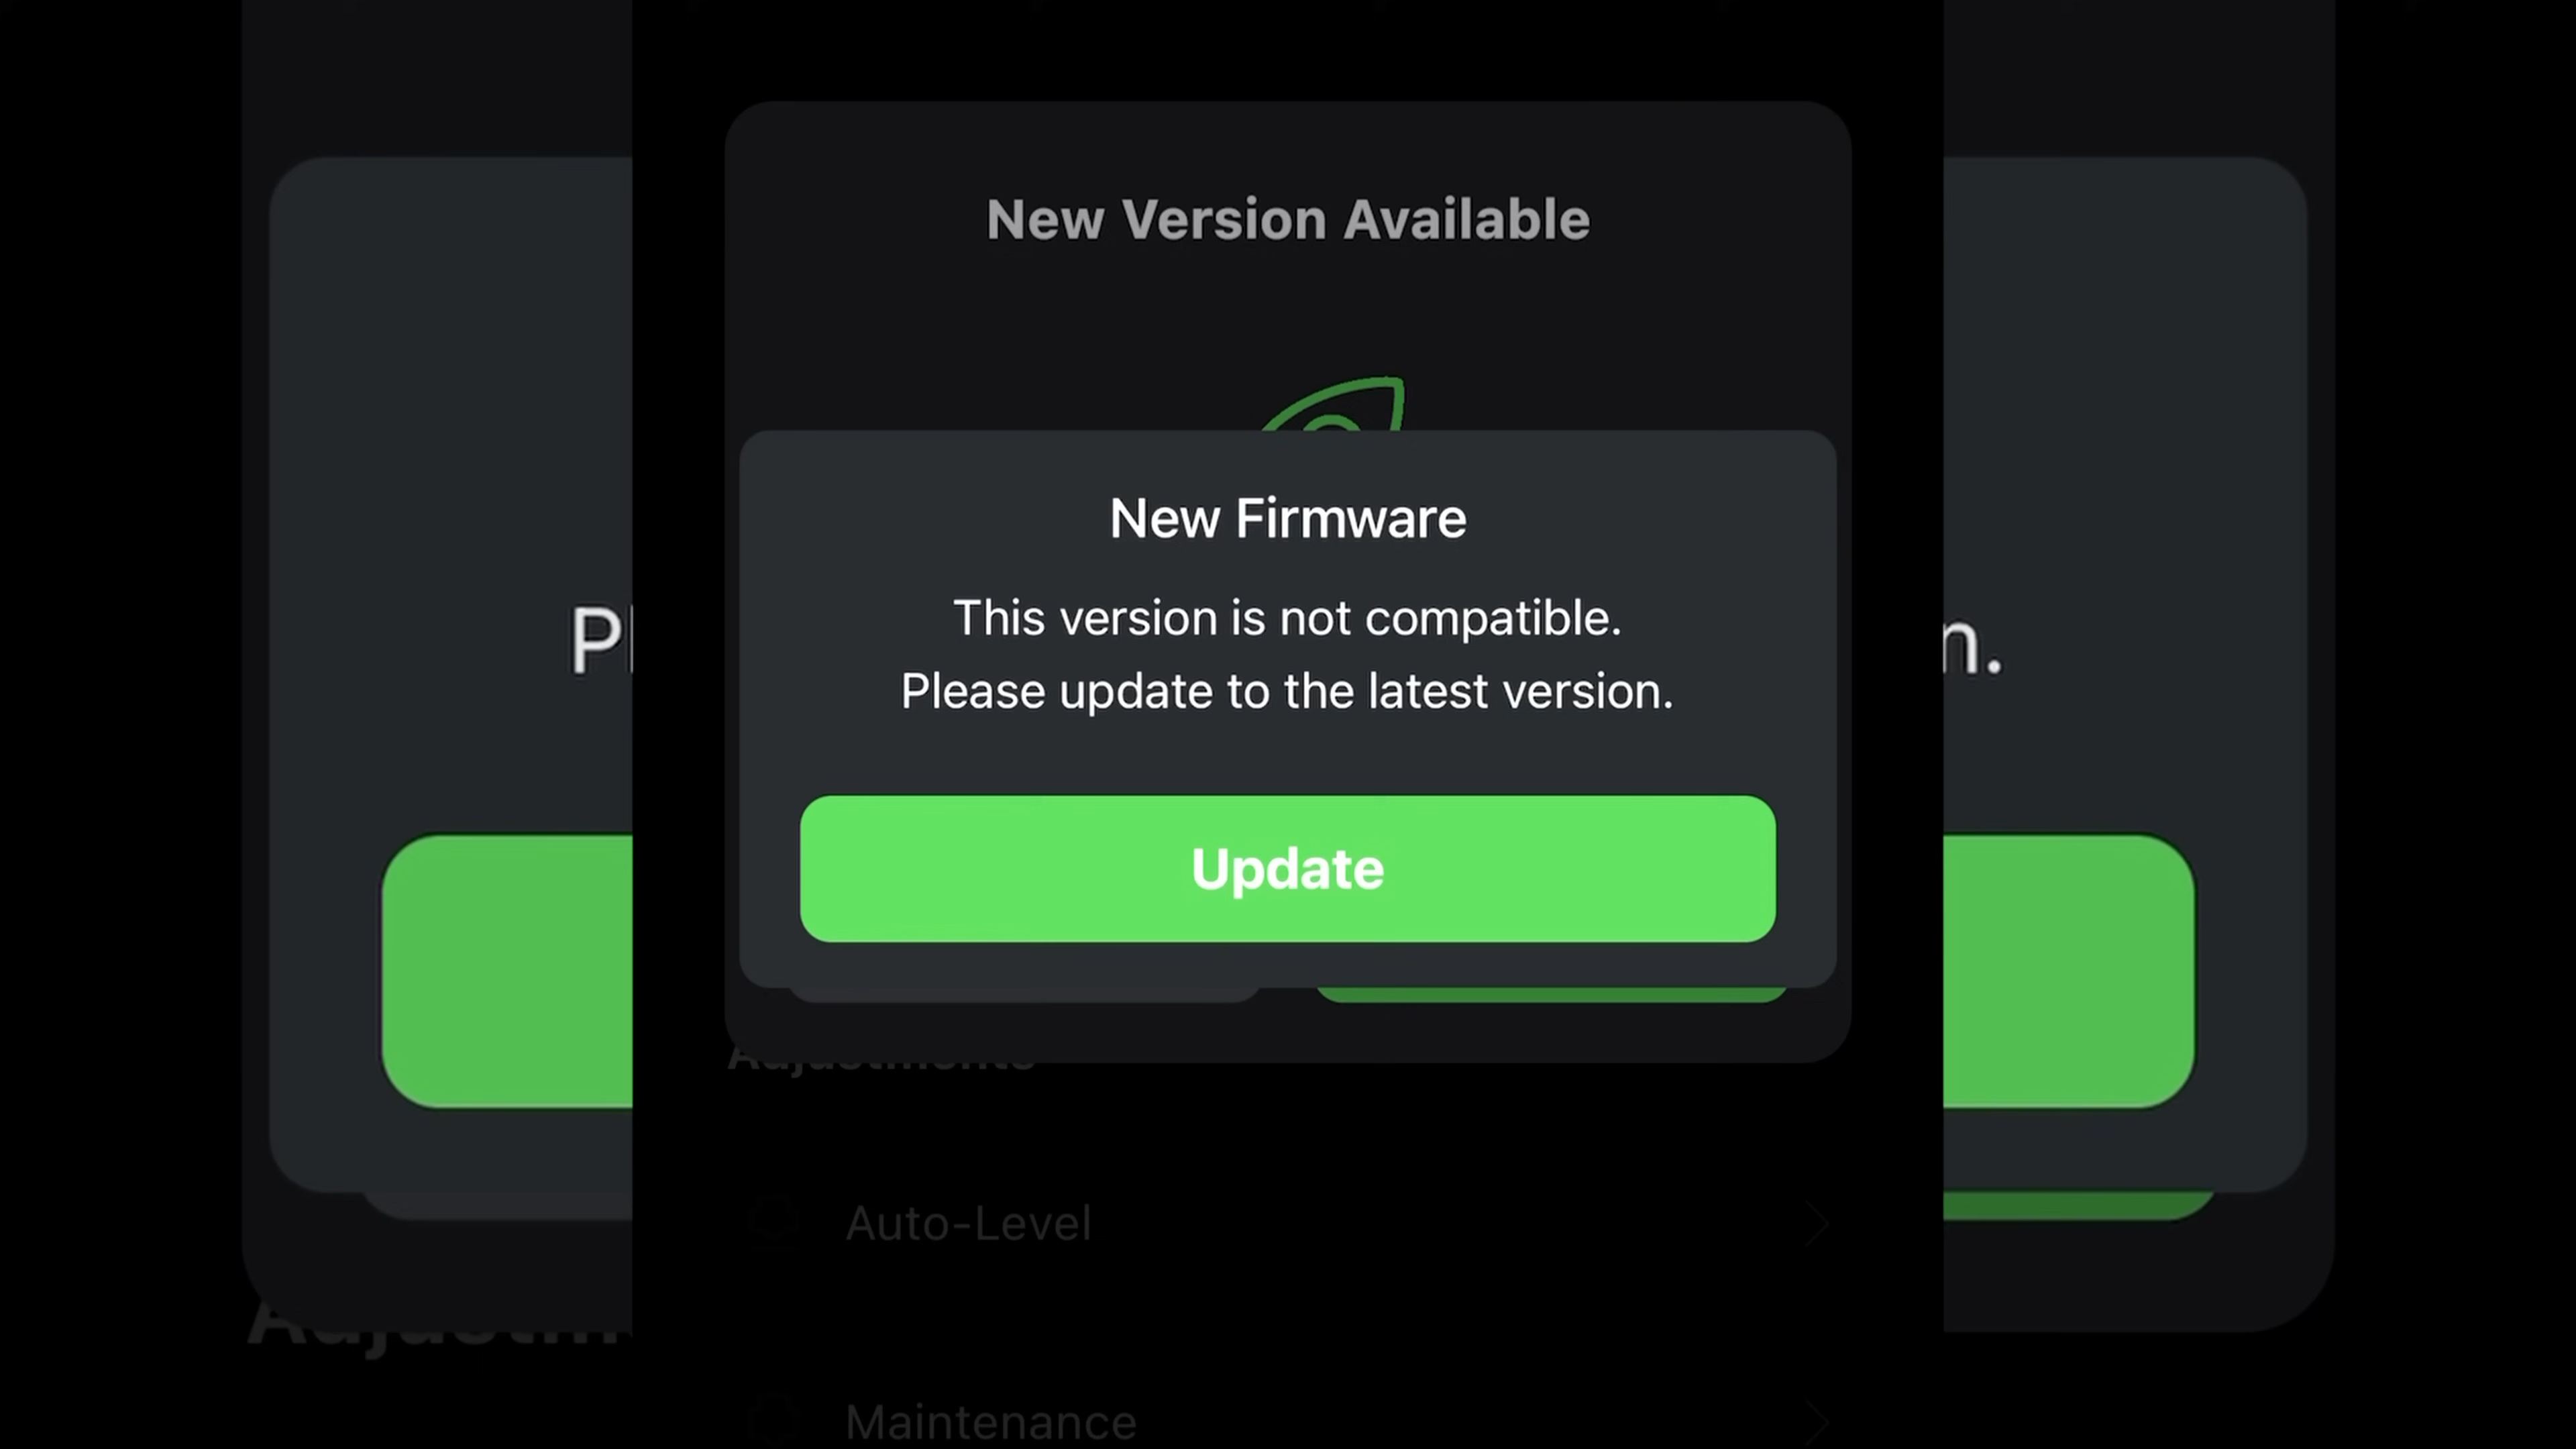 New Version Available
New Firmware
This version is not compatible.
Please update to the latest version.
Update
Adjustments
Auto-Level
Maintenance